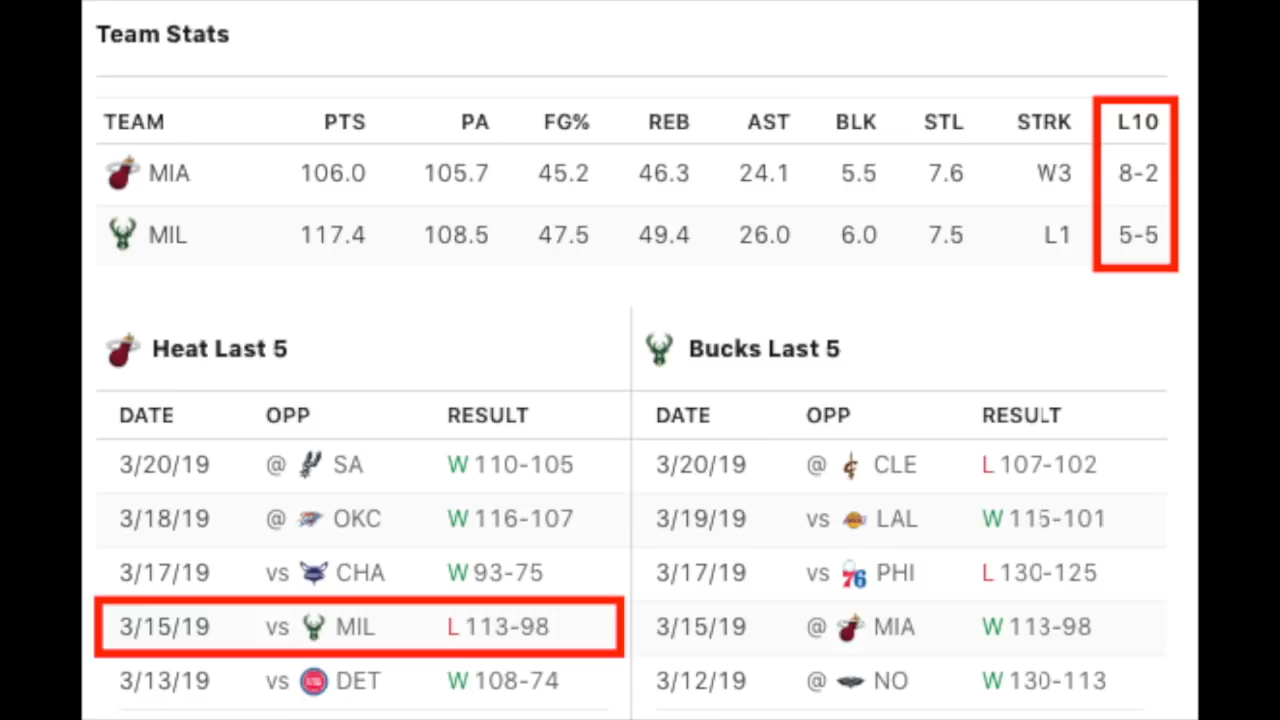 Team Stats
TEAM PTS PA FG% REB AST BLK STL STRK L10
MIA 106.0 105.7 45.2 46.3 24.1 5.5 7.6 W3 8-2
MIL 117.4 108.5 47.5 49.4 26.0 6.0 7.5 L1 5-5
Heat Last 5
DATE OPP RESULT
3/20/19 @ SA W 110-105
3/18/19 @ OKC W 116-107
3/17/19 vs CHA W 93-75
3/15/19 vs MIL L 113-98
3/13/19 vs DET W 108-74
Bucks Last 5
DATE OPP RESULT
3/20/19 @ CLE L 107-102
3/19/19 vs LAL W 115-101
3/17/19 vs 76 PHI L 130-125
3/15/19 @ MIA W 113-98
3/12/19 @ NO W 130-113